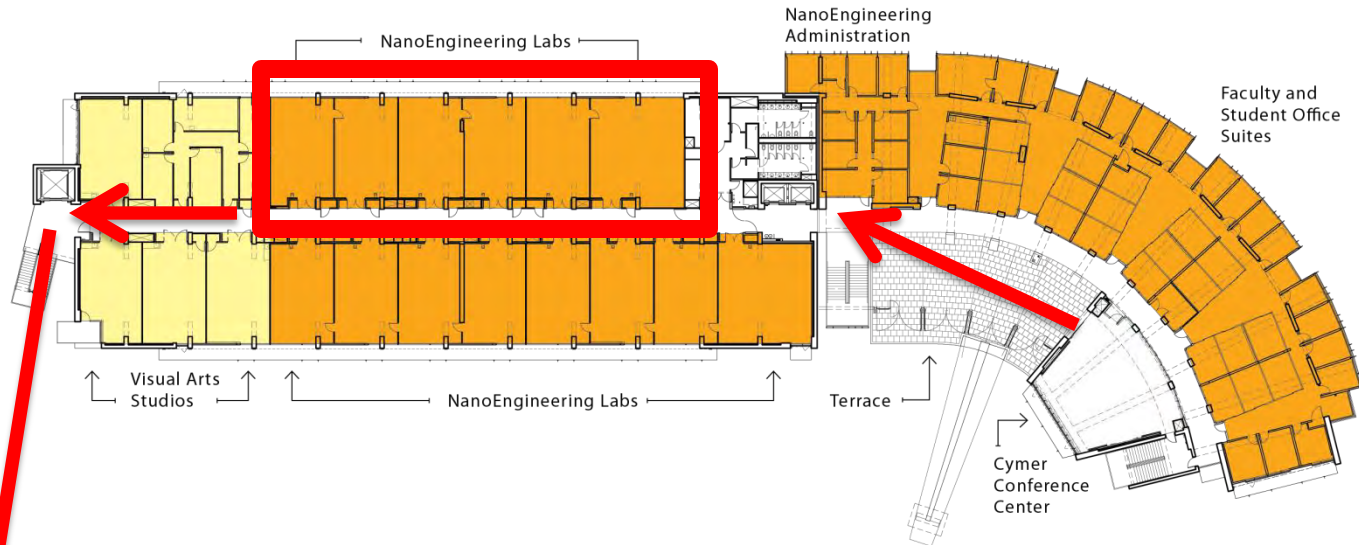 NanoEngineering Labs
NanoEngineering
Administration
Faculty and
Student Office
Suites
Visual Arts
Studios
NanoEngineering Labs
Terrace
Cymer
Conference
Center